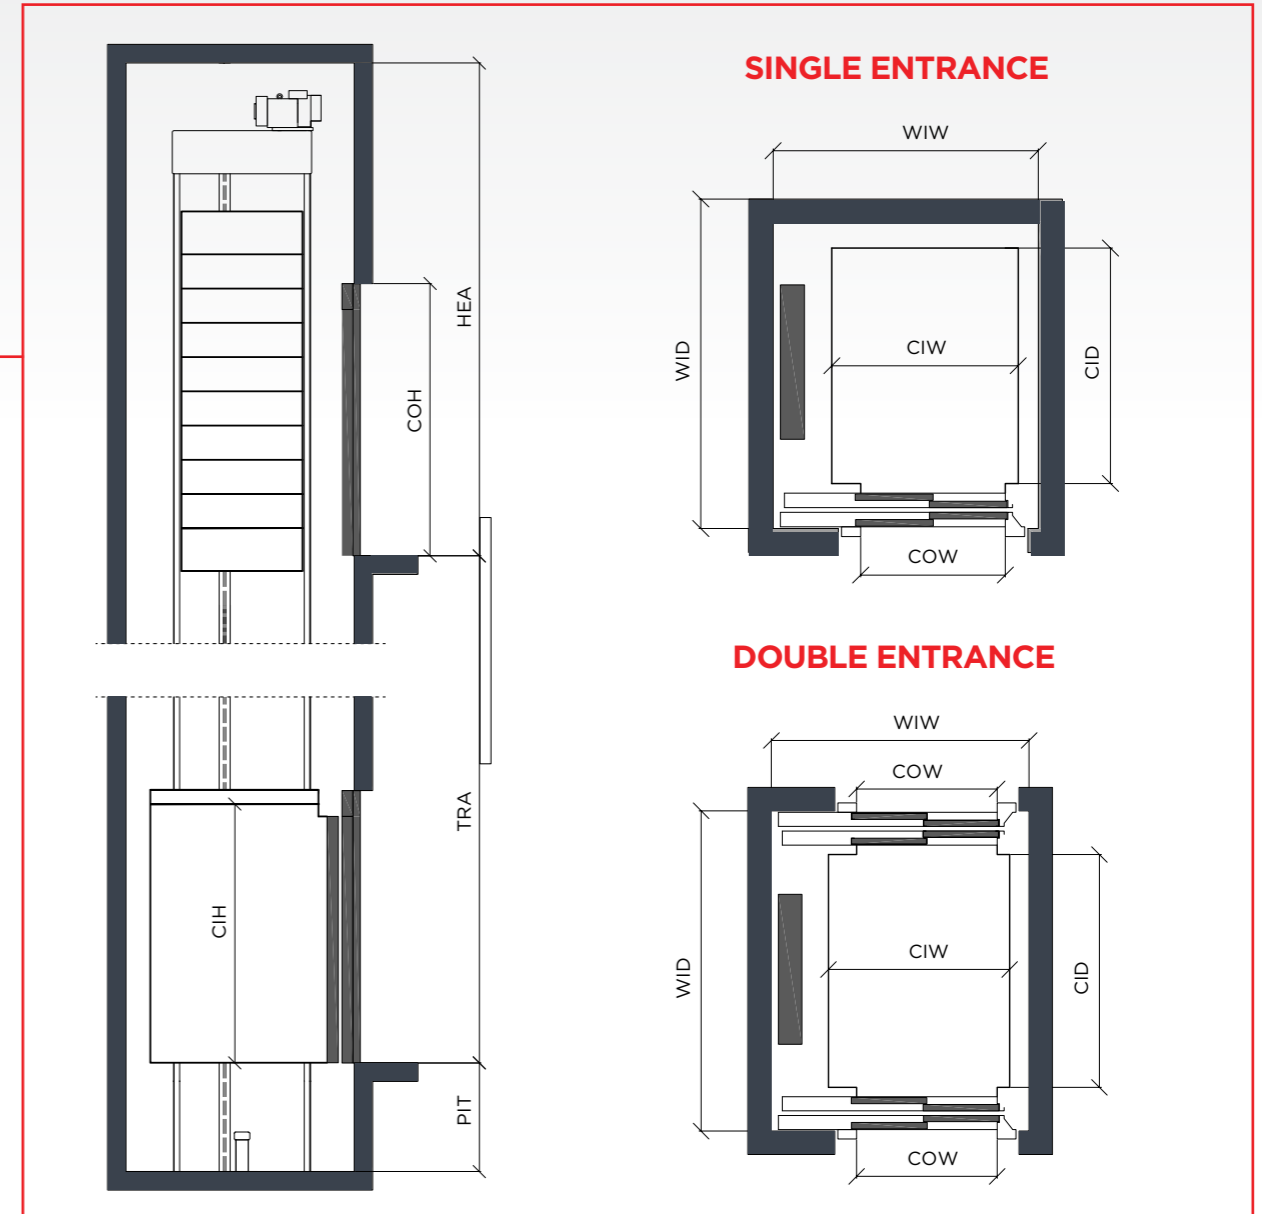 HEA
COH
TRA
CIH
PIT
SINGLE ENTRANCE
WIW
WID
CIW
CID
COW
DOUBLE ENTRANCE
WIW
COW
WID
CIW
CID
COW